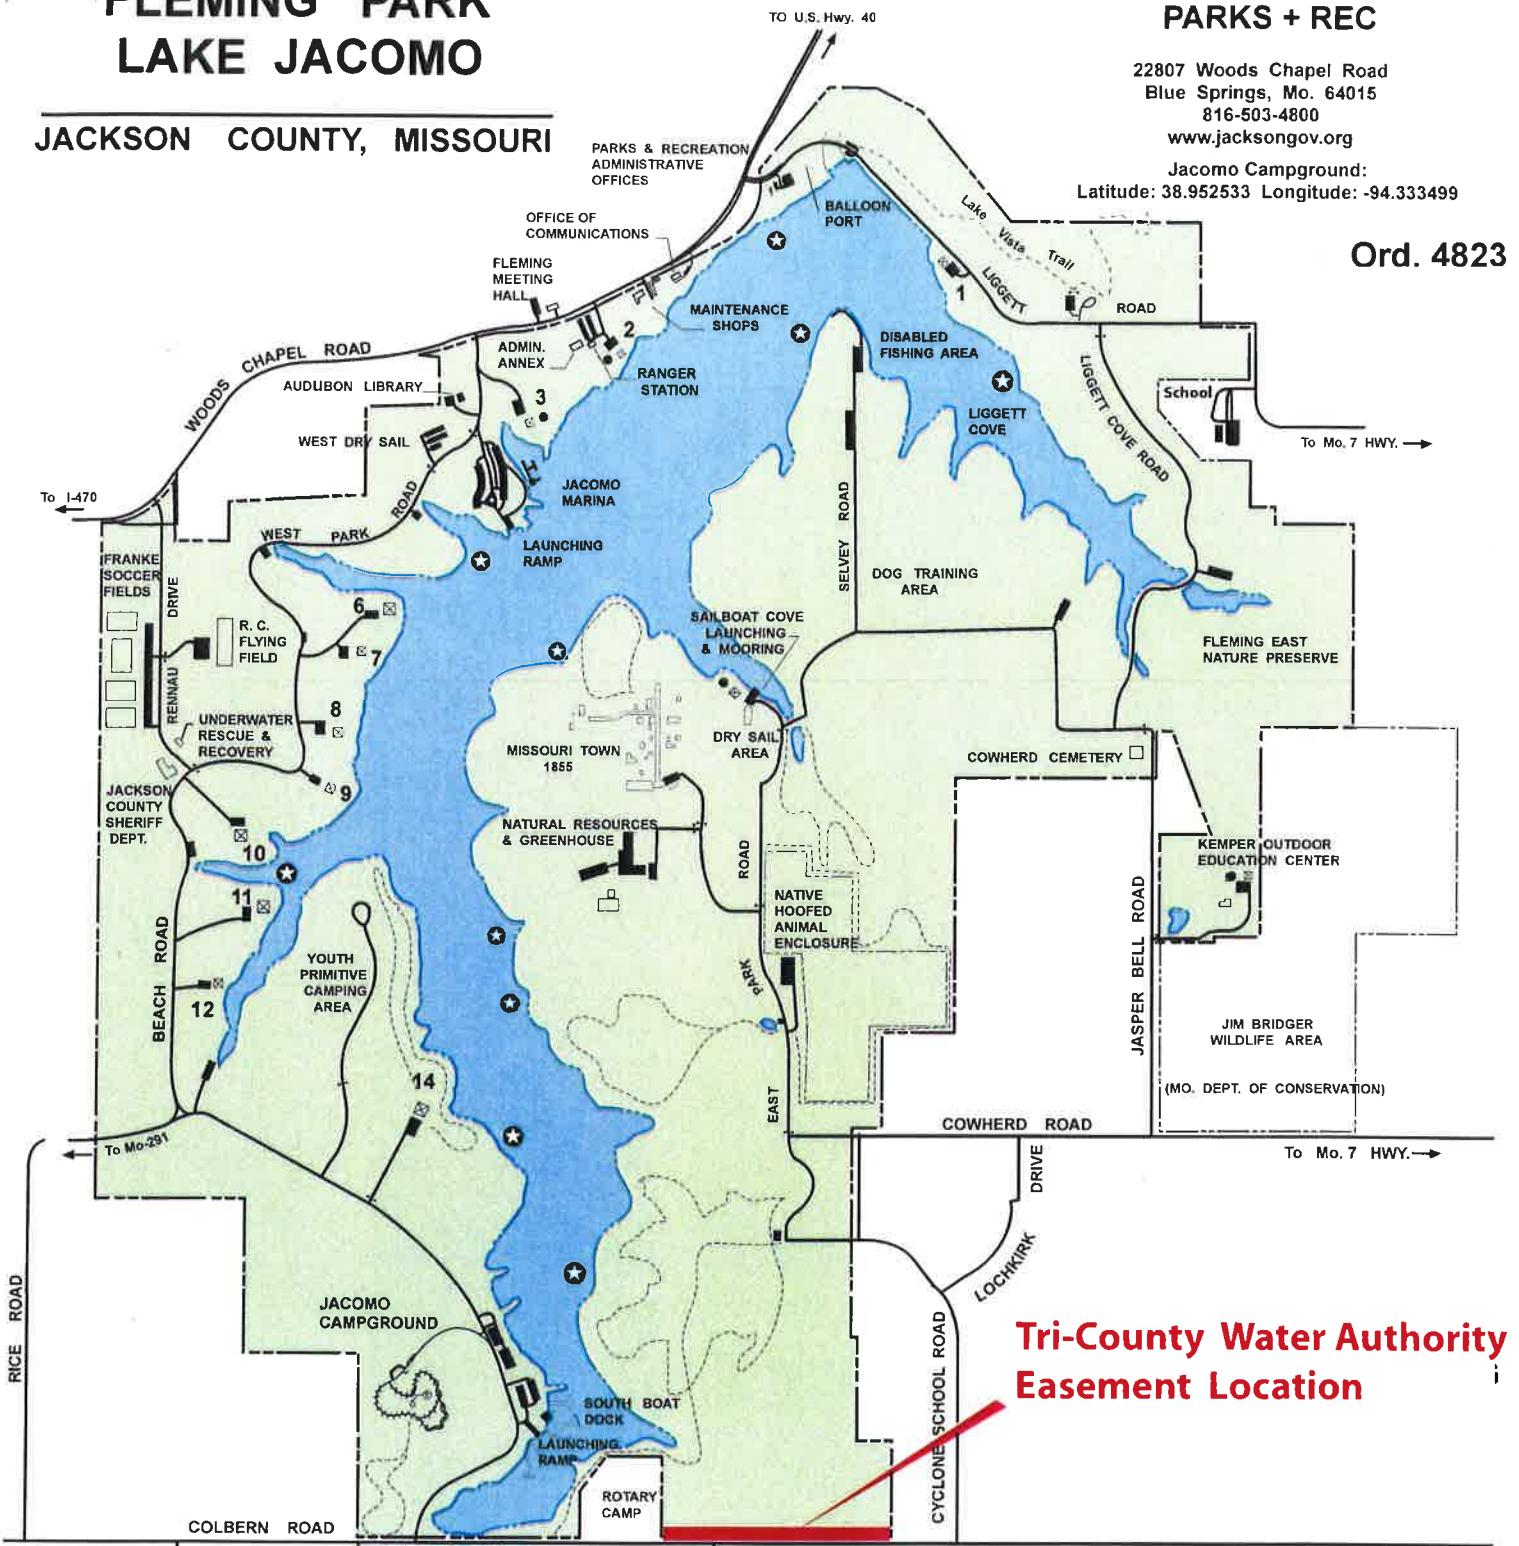 FLEMING PARK
LAKE JACOMO
JACKSON COUNTY, MISSOURI
TO U.S. Hwy. 40
PARKS + REC
22807 Woods Chapel Road
Blue Springs, Mo. 64015
816-503-4800
www.jacksongov.org
Jacomo Campground:
Latitude: 38.952533 Longitude: -94.333499
Ord. 4823
PARKS & RECREATION
ADMINISTRATIVE
OFFICES
BALLOON
PORT
Lake Vista Trail
OFFICE OF
COMMUNICATIONS
FLEMING
MEETING
HALL
1
LIGGETT ROAD
MAINTENANCE
SHOPS
2
ADMIN.
ANNEX
RANGER
STATION
DISABLED
FISHING AREA
WOODS CHAPEL ROAD
AUDUBON LIBRARY
3
LIGGETT
COVE
LIGGETT COVE ROAD
School
To Mo. 7 HWY.
WEST DRY SAIL
JACOMO
MARINA
To I-470
WEST PARK ROAD
LAUNCHING
RAMP
SELVEY ROAD
DOG TRAINING
AREA
FRANKE
SOCCER
FIELDS
RENNAU DRIVE
R. C.
FLYING
FIELD
6
7
8
9
SAILBOAT COVE
LAUNCHING
& MOORING
FLEMING EAST
NATURE PRESERVE
UNDERWATER
RESCUE &
RECOVERY
MISSOURI TOWN
1855
DRY SAIL
AREA
COWHERD CEMETERY
JACKSON
COUNTY
SHERIFF
DEPT.
NATURAL RESOURCES
& GREENHOUSE
10
11
KEMPER OUTDOOR
EDUCATION CENTER
NATIVE
HOOFED
ANIMAL
ENCLOSURE
EAST PARK ROAD
JASPER BELL ROAD
BEACH ROAD
YOUTH
PRIMITIVE
CAMPING
AREA
12
JIM BRIDGER
WILDLIFE AREA
(MO. DEPT. OF CONSERVATION)
14
COWHERD ROAD
To Mo-291
To Mo. 7 HWY.
LOCHKIRK DRIVE
RICE ROAD
JACOMO
CAMPGROUND
CYCLONE SCHOOL ROAD
Tri-County Water Authority
Easement Location
SOUTH BOAT
DOCK
LAUNCHING
RAMP
ROTARY
CAMP
COLBERN ROAD